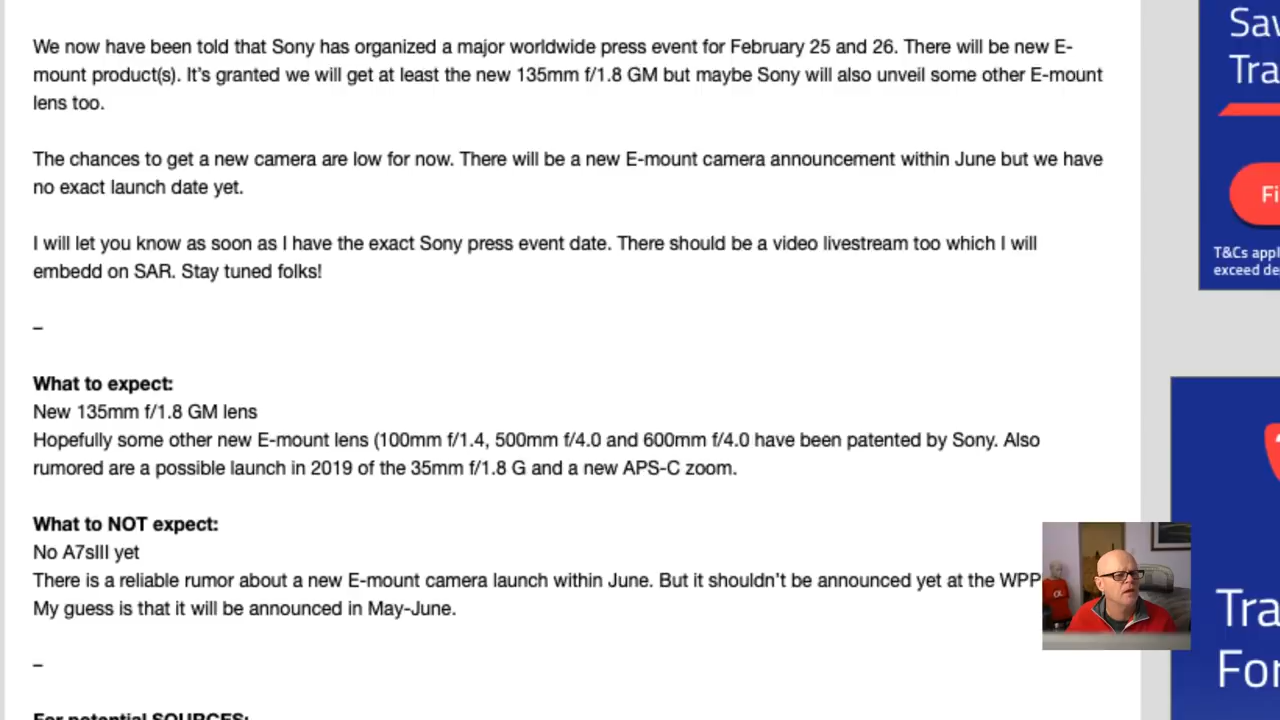 We now have been told that Sony has organized a major worldwide press event for February 25 and 26. There will be new E-
mount product(s). It's granted we will get at least the new 135mm f/1.8 GM but maybe Sony will also unveil some other E-mount
lens too.
The chances to get a new camera are low for now. There will be a new E-mount camera announcement within June but we have
no exact launch date yet.
I will let you know as soon as I have the exact Sony press event date. There should be a video livestream too which I will
embedd on SAR. Stay tuned folks!
–
What to expect:
New 135mm f/1.8 GM lens
Hopefully some other new E-mount lens (100mm f/1.4, 500mm f/4.0 and 600mm f/4.0 have been patented by Sony. Also
rumored are a possible launch in 2019 of the 35mm f/1.8 G and a new APS-C zoom.
What to NOT expect:
No A7sIII yet
There is a reliable rumor about a new E-mount camera launch within June. But it shouldn't be announced yet at the WPP
My guess is that it will be announced in May-June.
–
For potential SOURCES:
Sav
Tra
Fi
T&Cs appl
exceed de
Tra
For